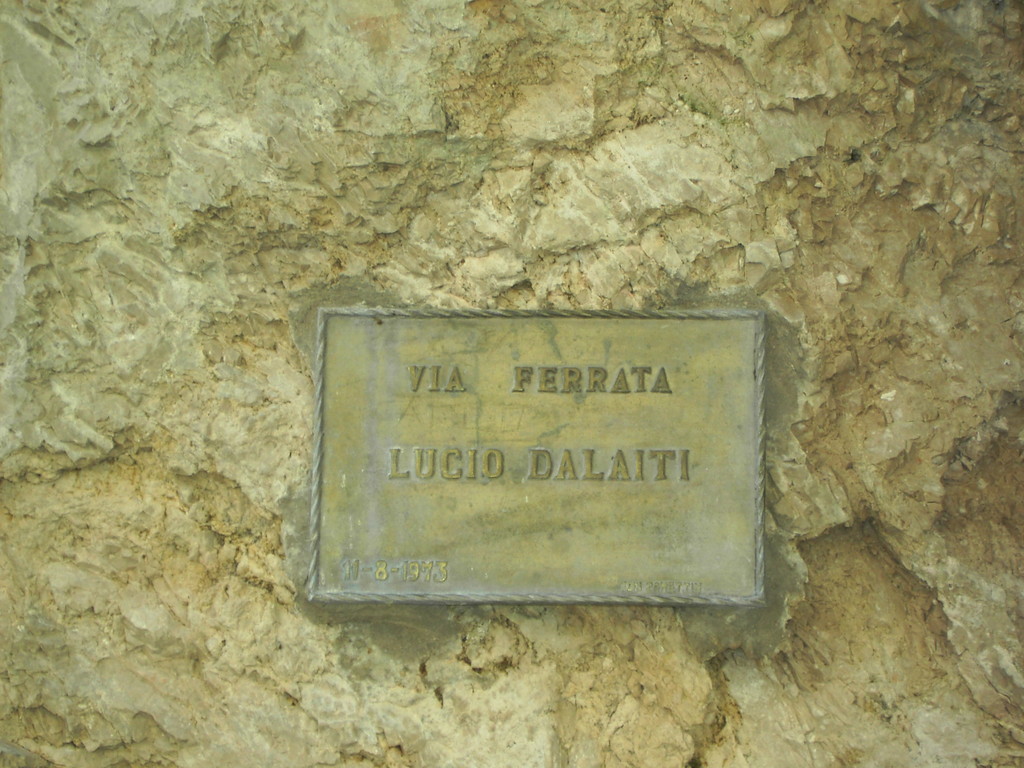 VIA FERRATA
LUCIO DALAITI
11-8-1973